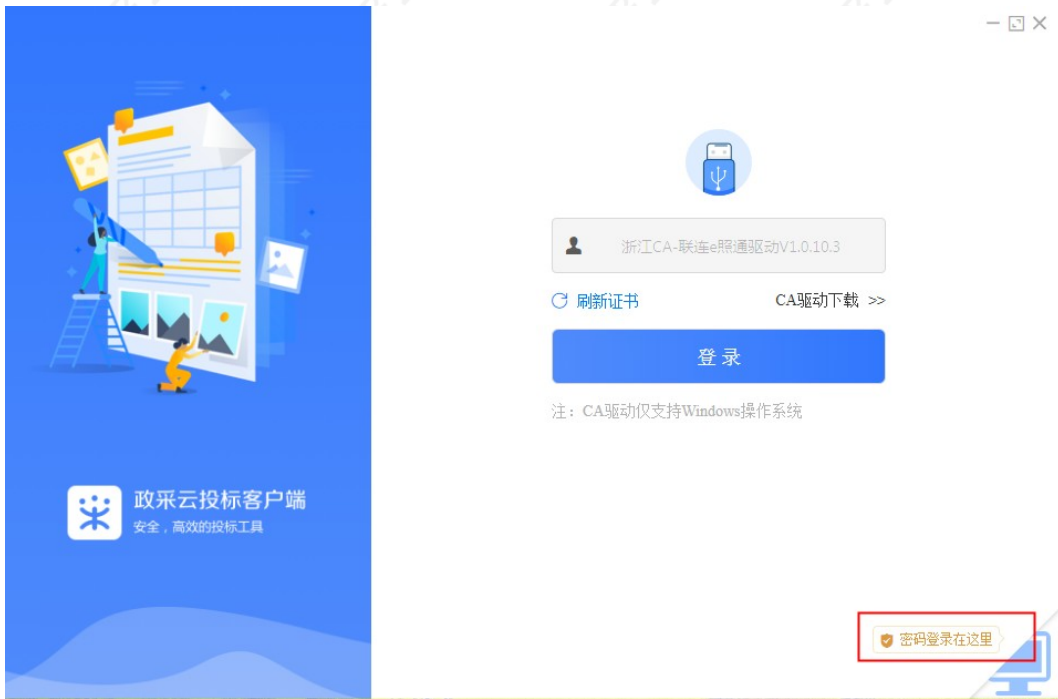 浙江CA-联连e照通驱动V1.0.10.3
刷新证书
CA驱动下载 >>
登录
注：CA驱动仅支持Windows操作系统
政采云投标客户端
安全，高效的投标工具
密码登录在这里